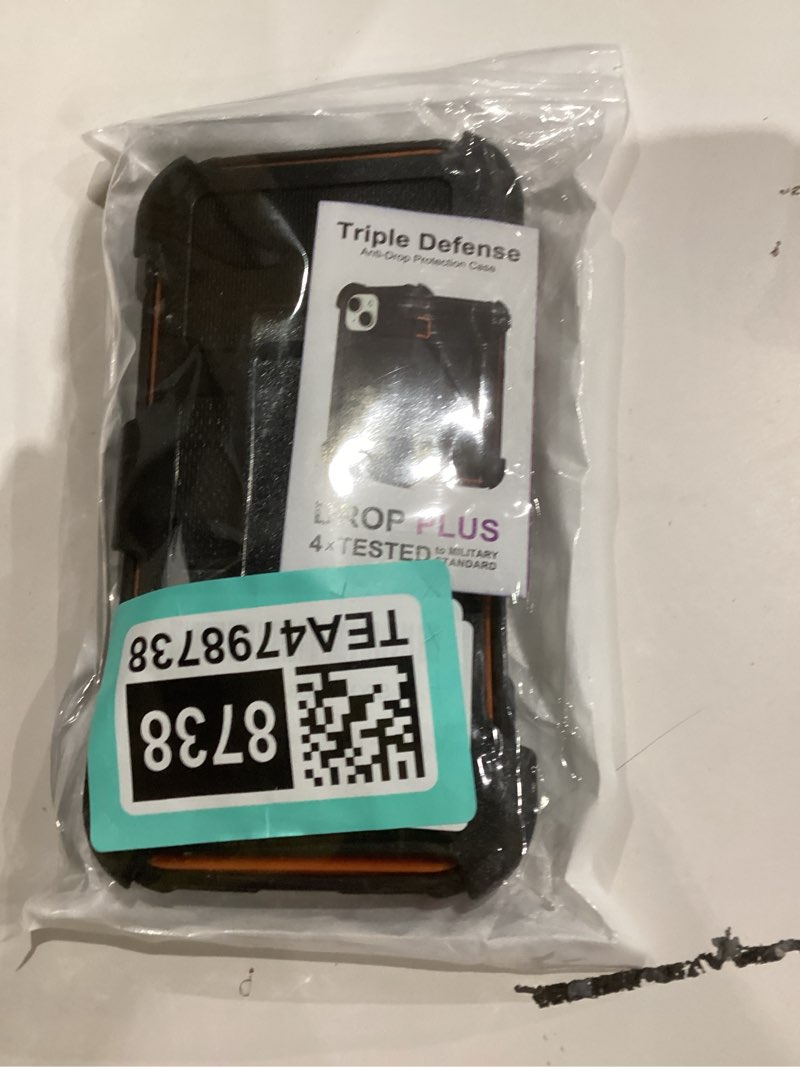 Triple Defense
Anti-Drop Protection Case
DROP PLUS
4×TESTED to MILITARY
STANDARD
TEA4798738
8738